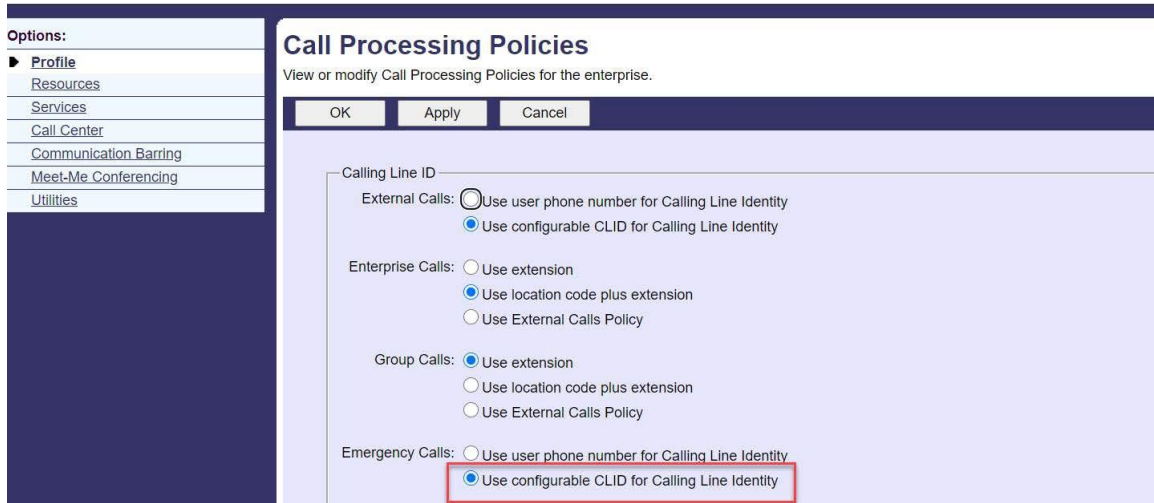 Options:
Profile
Resources
Services
Call Center
Communication Barring
Meet-Me Conferencing
Utilities
Call Processing Policies
View or modify Call Processing Policies for the enterprise.
OK Apply Cancel
Calling Line ID
External Calls: Use user phone number for Calling Line Identity
Use configurable CLID for Calling Line Identity
Enterprise Calls: Use extension
Use location code plus extension
Use External Calls Policy
Group Calls: Use extension
Use location code plus extension
Use External Calls Policy
Emergency Calls: Use user phone number for Calling Line Identity
Use configurable CLID for Calling Line Identity